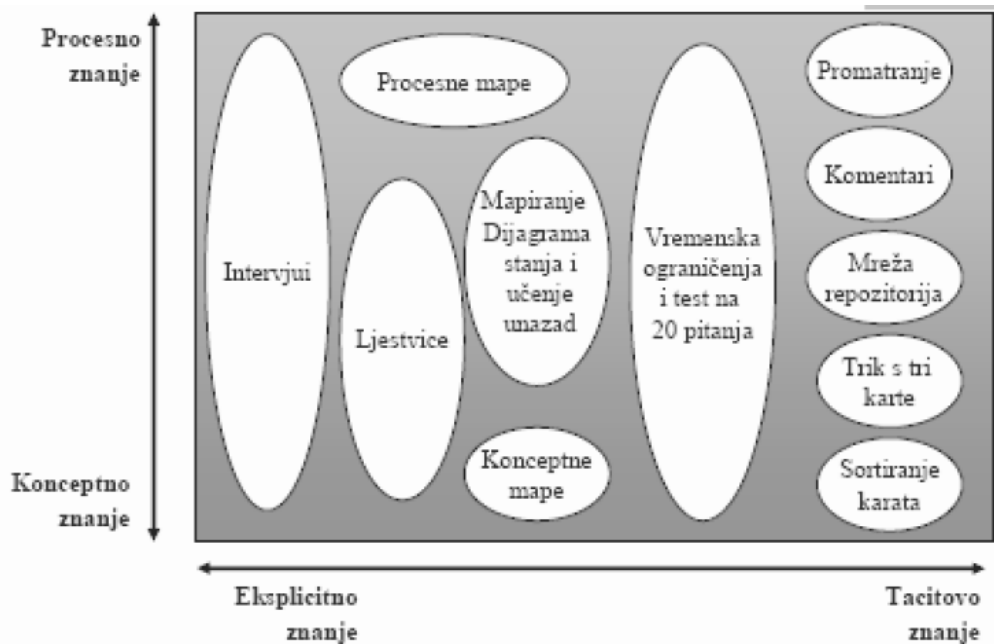 Procesno
znanje
Procesne mape
Promatranje
Komentari
Mapiranje
Dijagrama
stanja i
učenje
unazad
Vremenska
ograničenja
i test na
20 pitanja
Intervjui
Mreža
repozitorija
Ljestvice
Trik s tri
karte
Konceptne
mape
Sortiranje
karata
Konceptno
znanje
Eksplicitno
znanje
Tacitovo
znanje